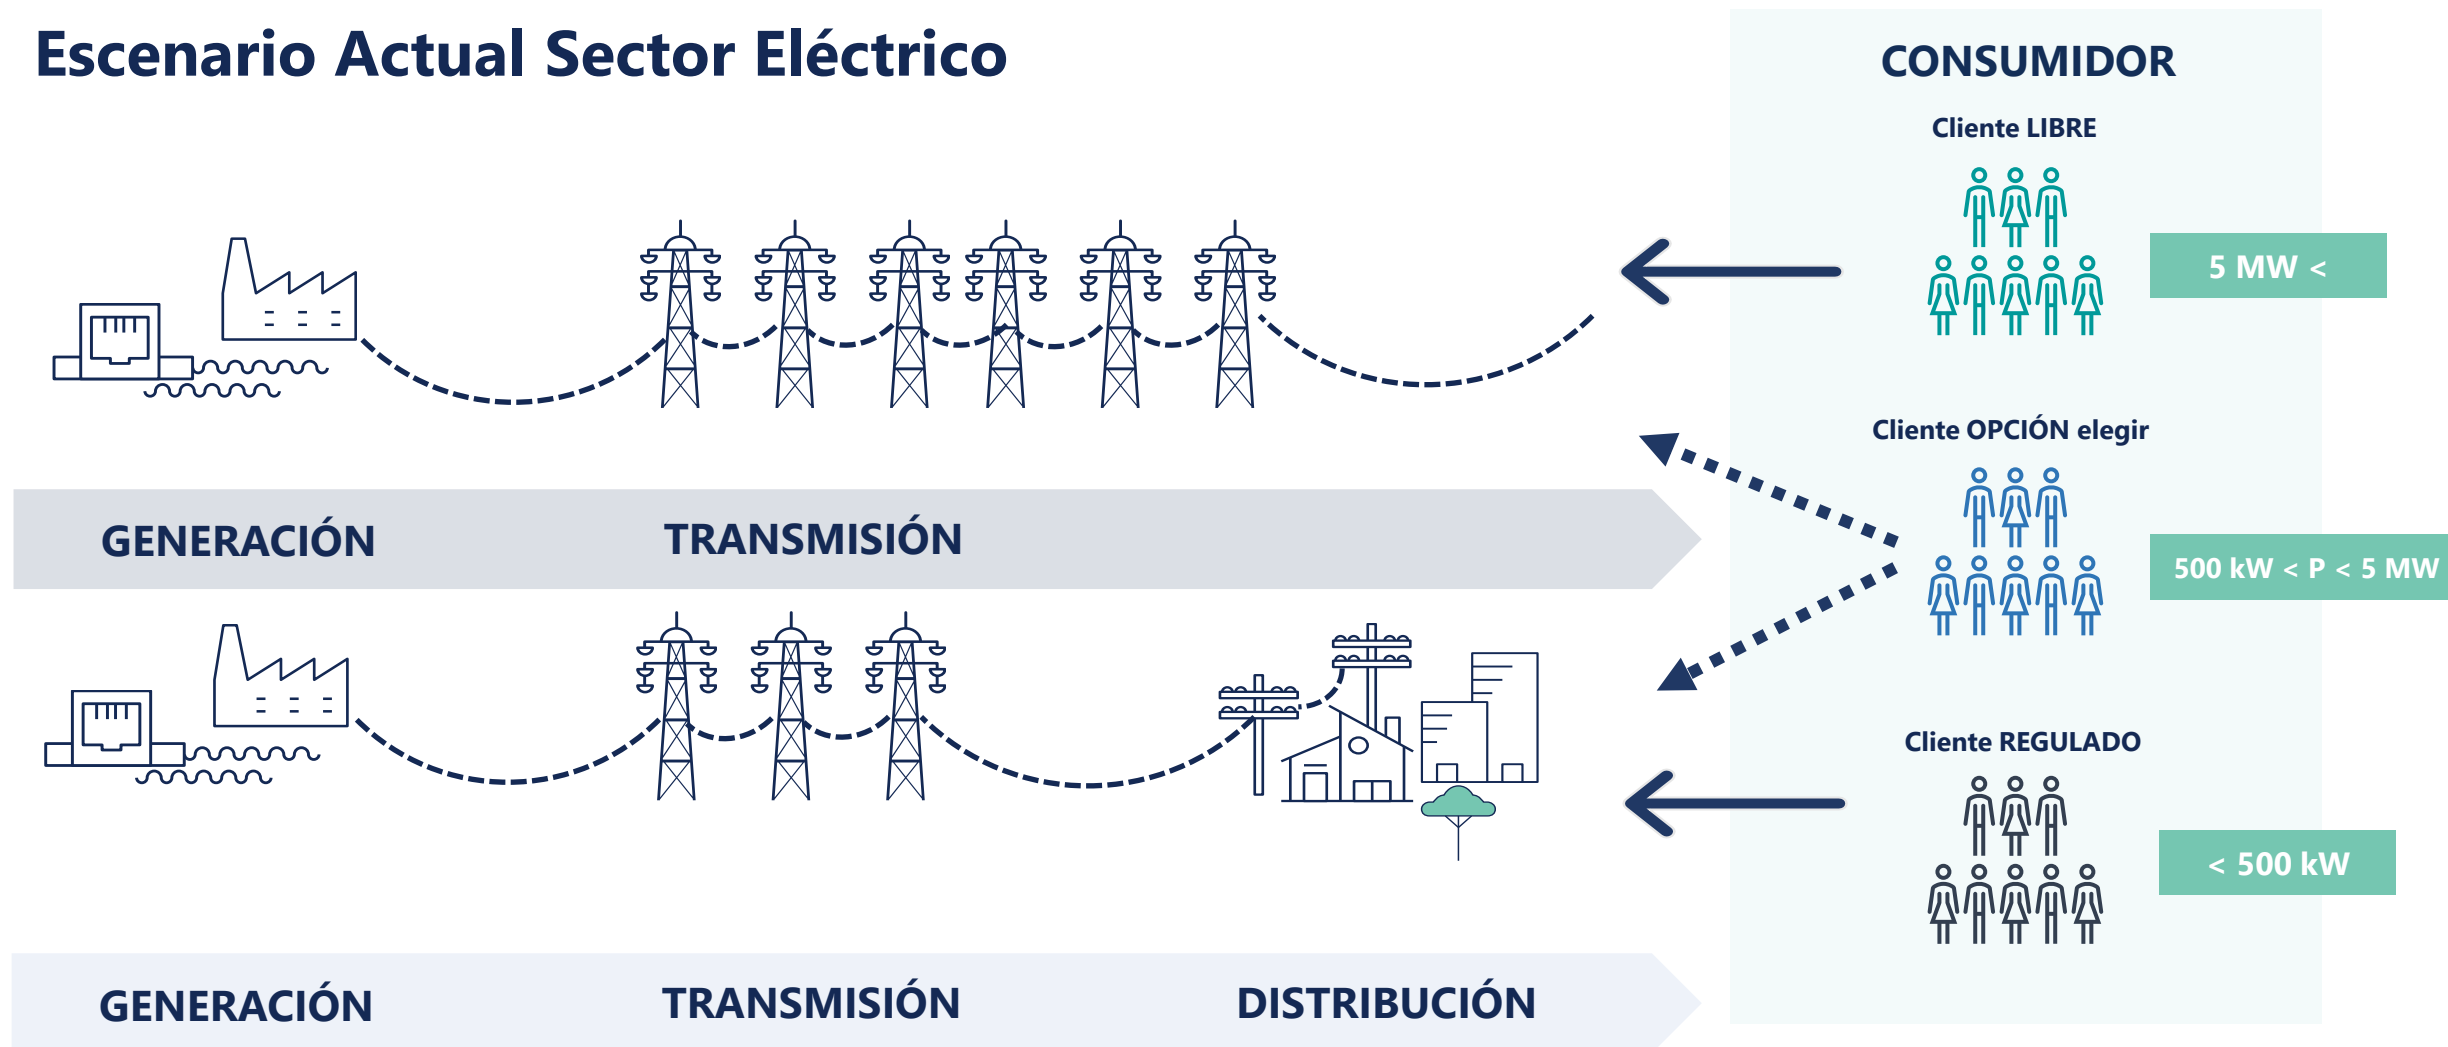 Escenario Actual Sector Eléctrico
CONSUMIDOR
Cliente LIBRE
5 MW <
Cliente OPCIÓN elegir
500 kW < P < 5 MW
GENERACIÓN
TRANSMISIÓN
Cliente REGULADO
< 500 kW
GENERACIÓN
TRANSMISIÓN
DISTRIBUCIÓN